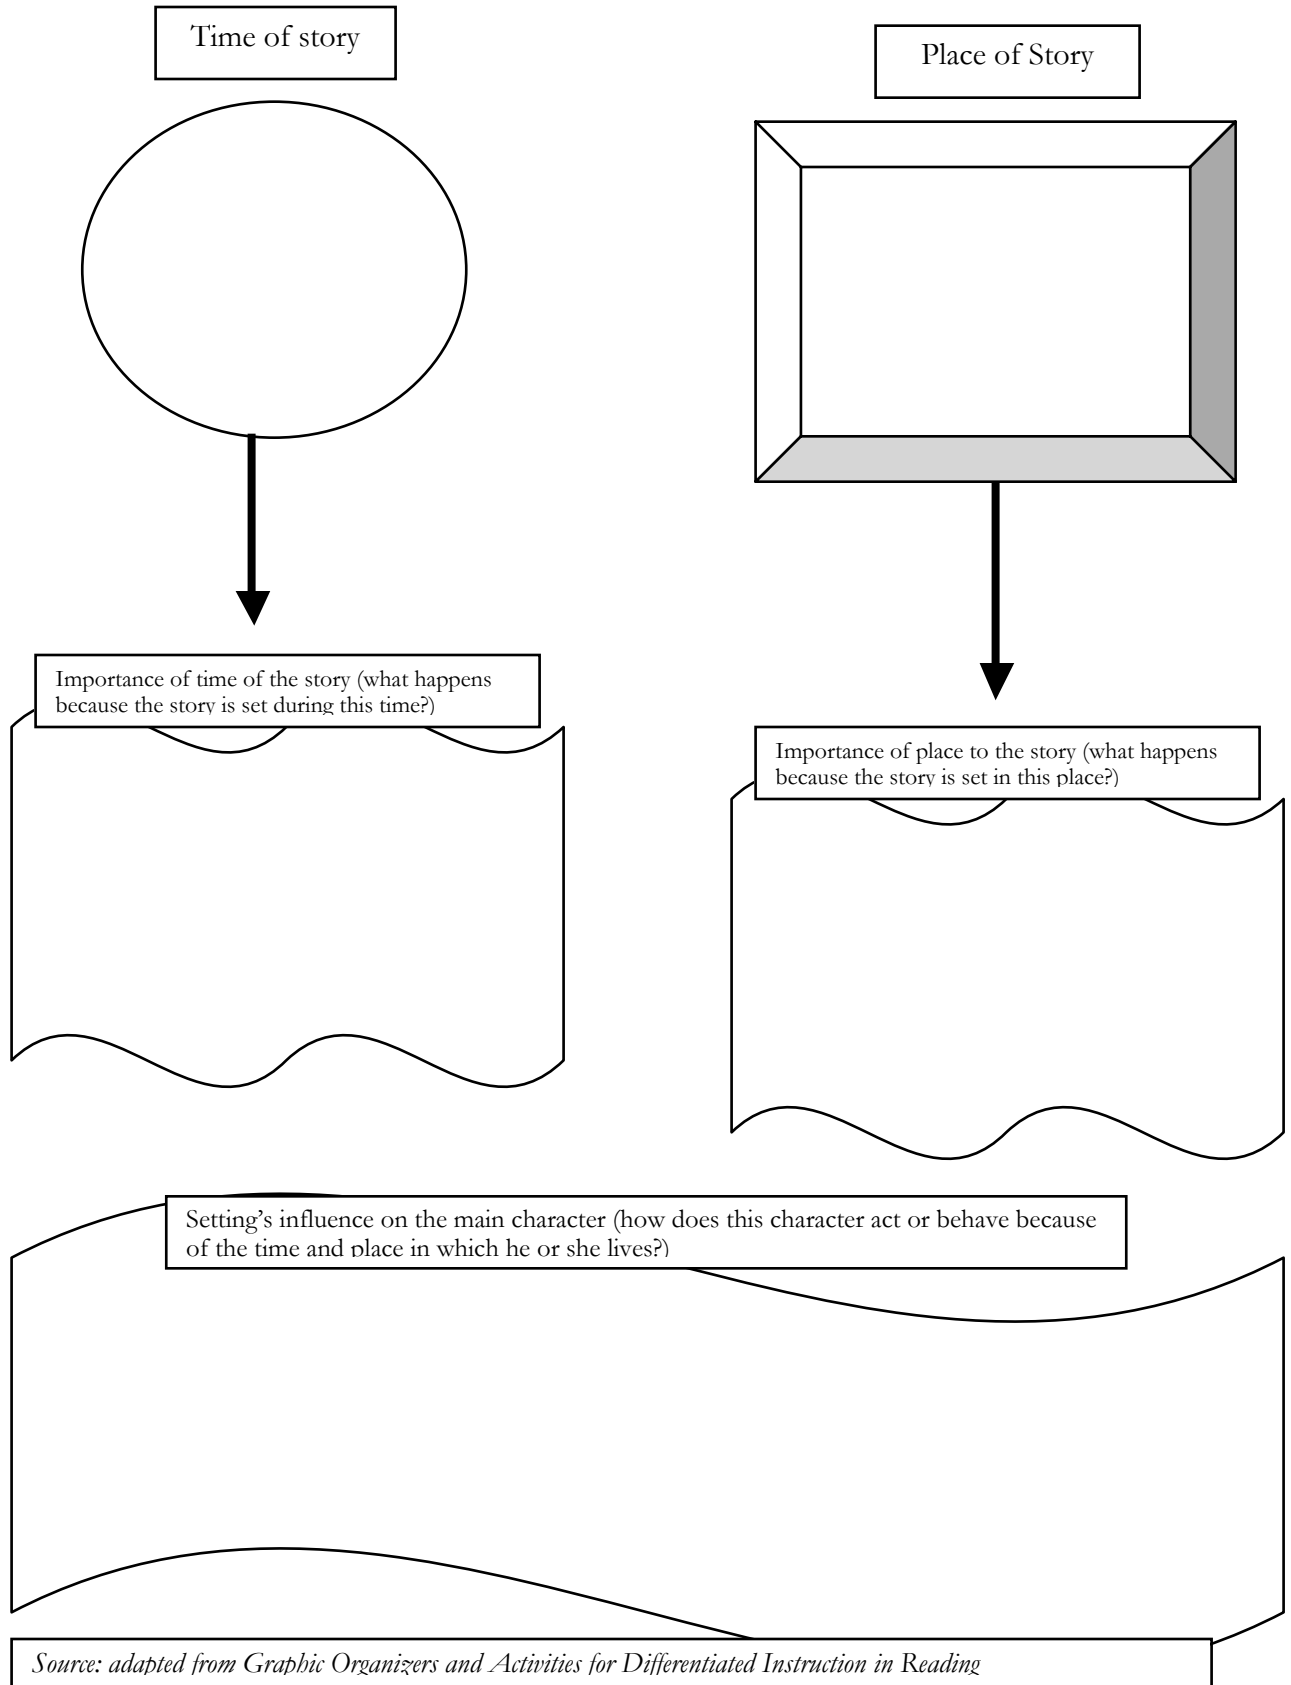 Time of story
Place of Story
Importance of time of the story (what happens
because the story is set during this time?)
Importance of place to the story (what happens
because the story is set in this place?)
Setting’s influence on the main character (how does this character act or behave because
of the time and place in which he or she lives?)
Source: adapted from Graphic Organizers and Activities for Differentiated Instruction in Reading